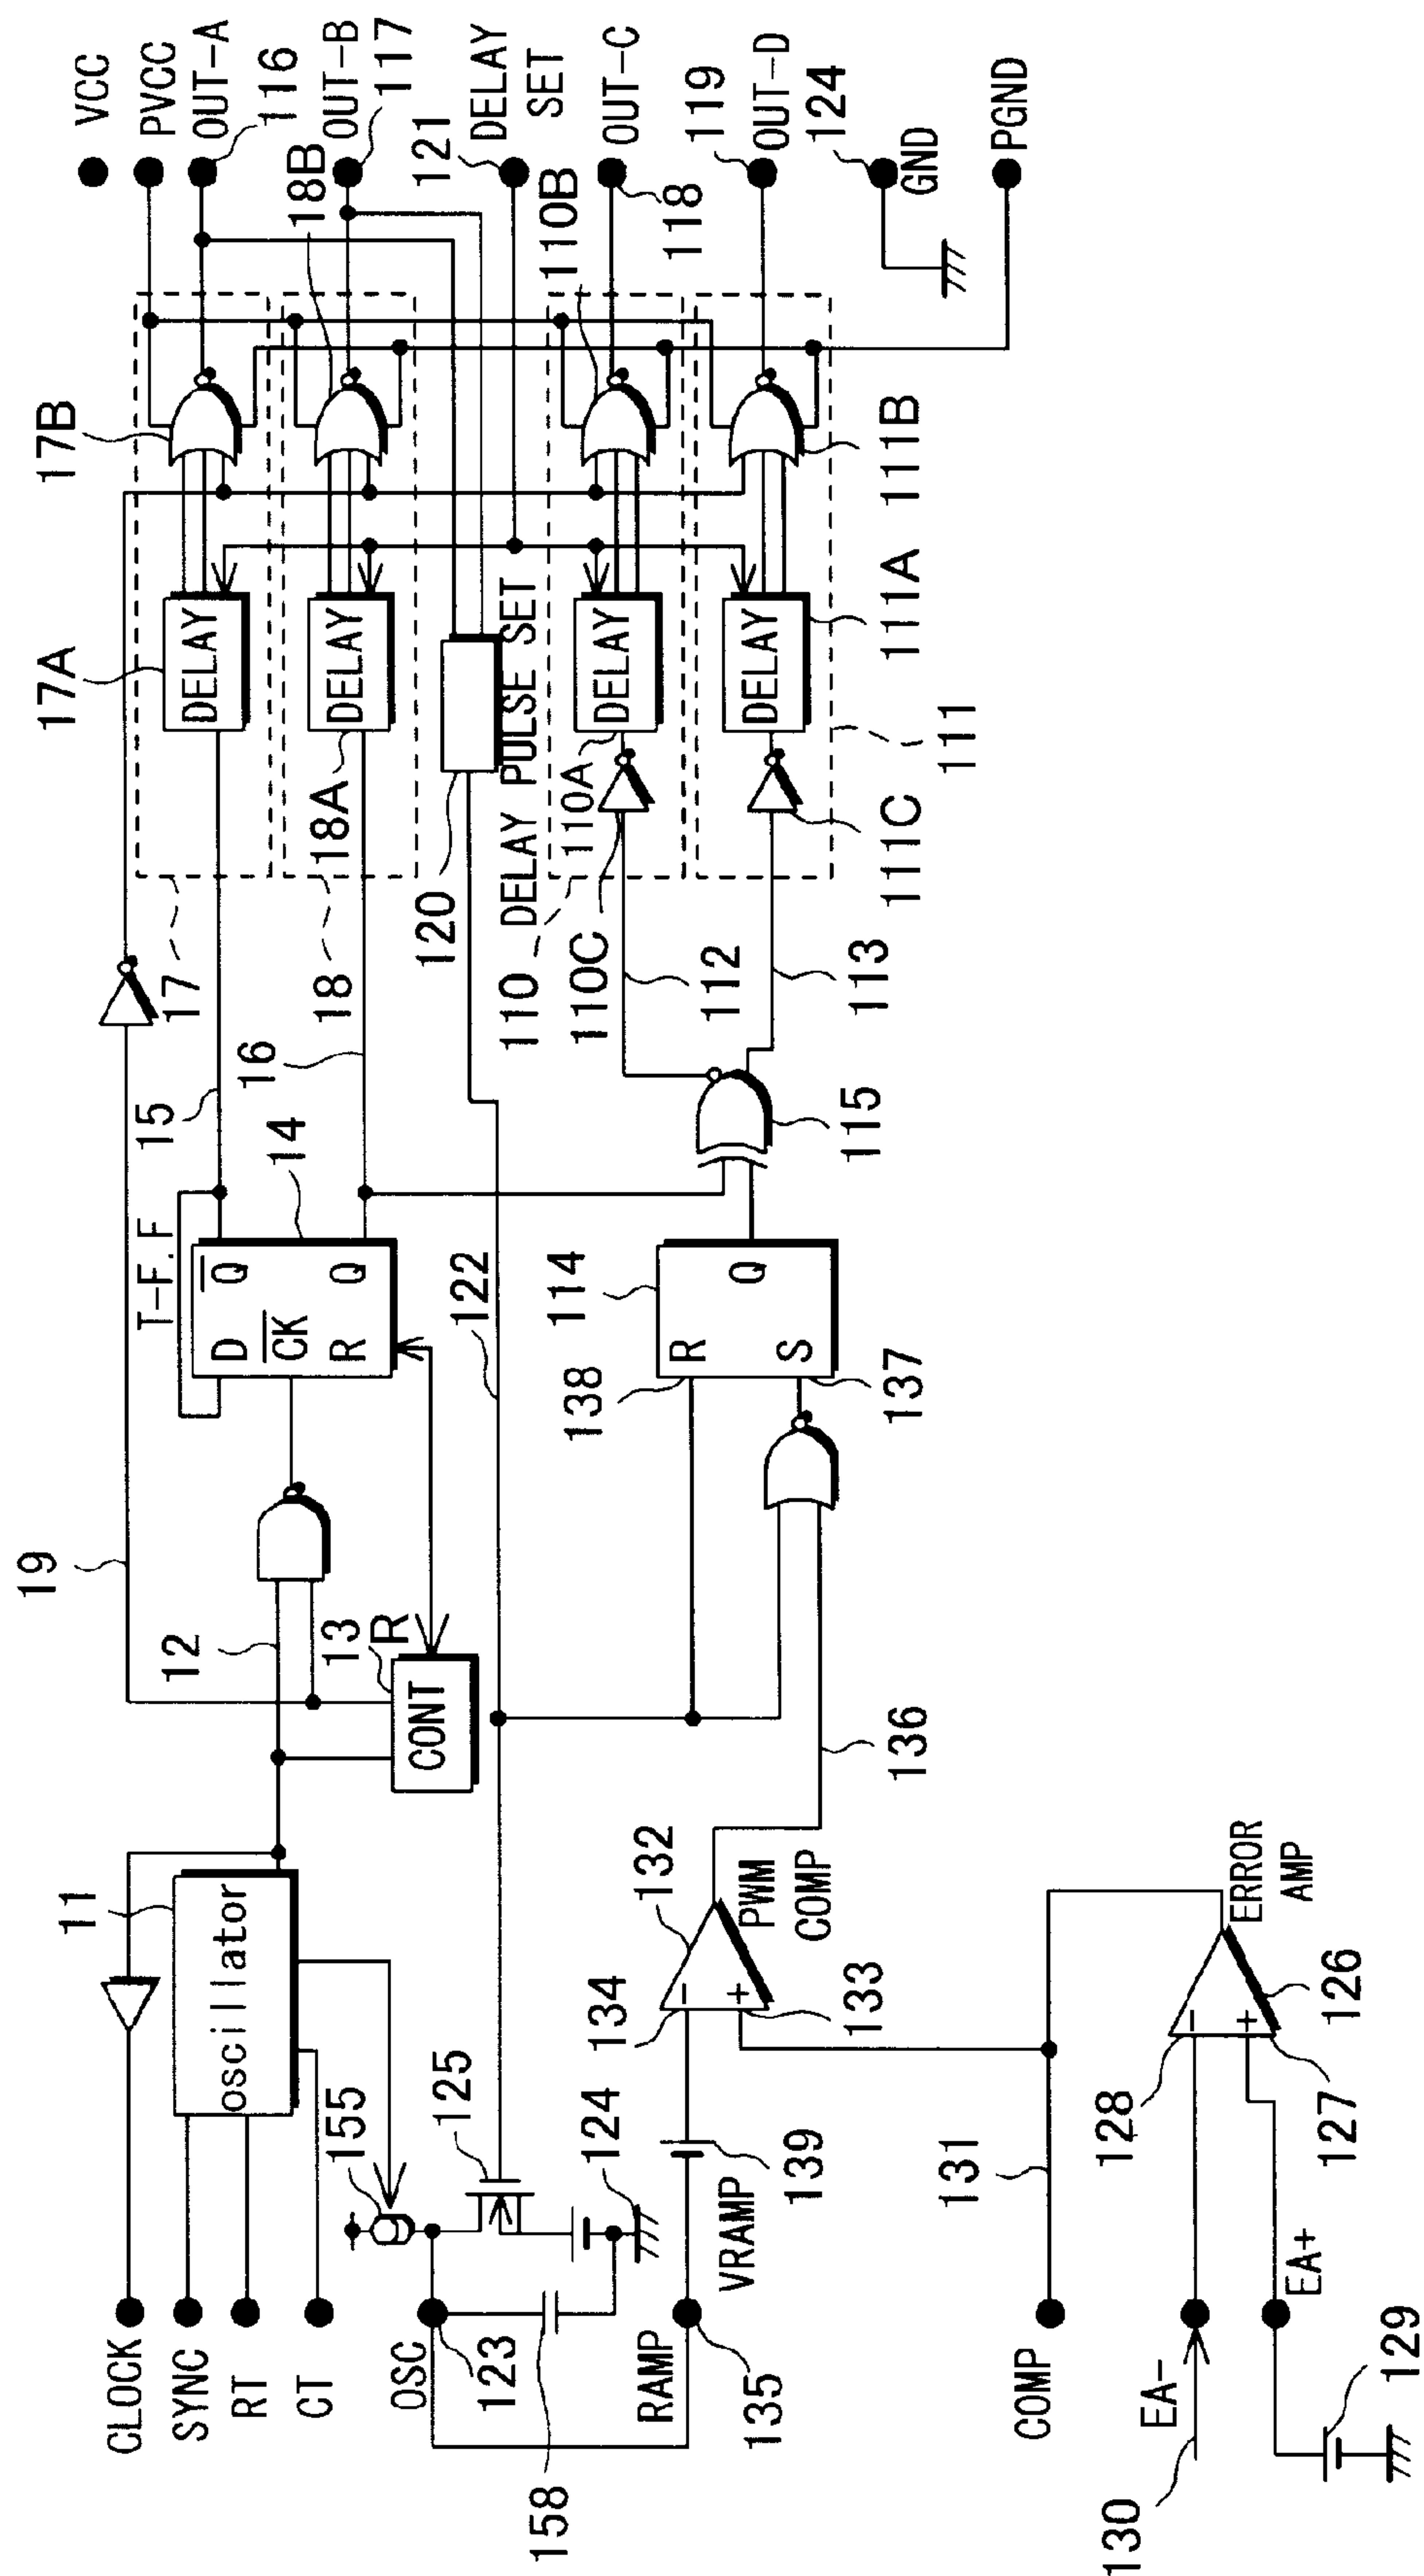 VCC
PVCC
OUT-A
116
OUT-B
117
DELAY
SET
121
OUT-C
118
OUT-D
119
124
GND
PGND
17B
18B
110B
111B
17A
DELAY
DELAY
18A
DELAY PULSE SET
120
DELAY
110A
DELAY
111A
111
110
110C
111C
17
18
112
113
15
16
115
T-F.F
14
D
Q
CK
R
Q
122
114
R
Q
S
138
137
19
12
13
R
CONT
136
11
oscillator
155
125
124
132
PWM
COMP
134
133
-
+
139
VRAMP
131
ERROR
AMP
126
128
127
-
+
CLOCK
SYNC
RT
CT
OSC
123
158
RAMP
135
COMP
EA-
130
EA+
129